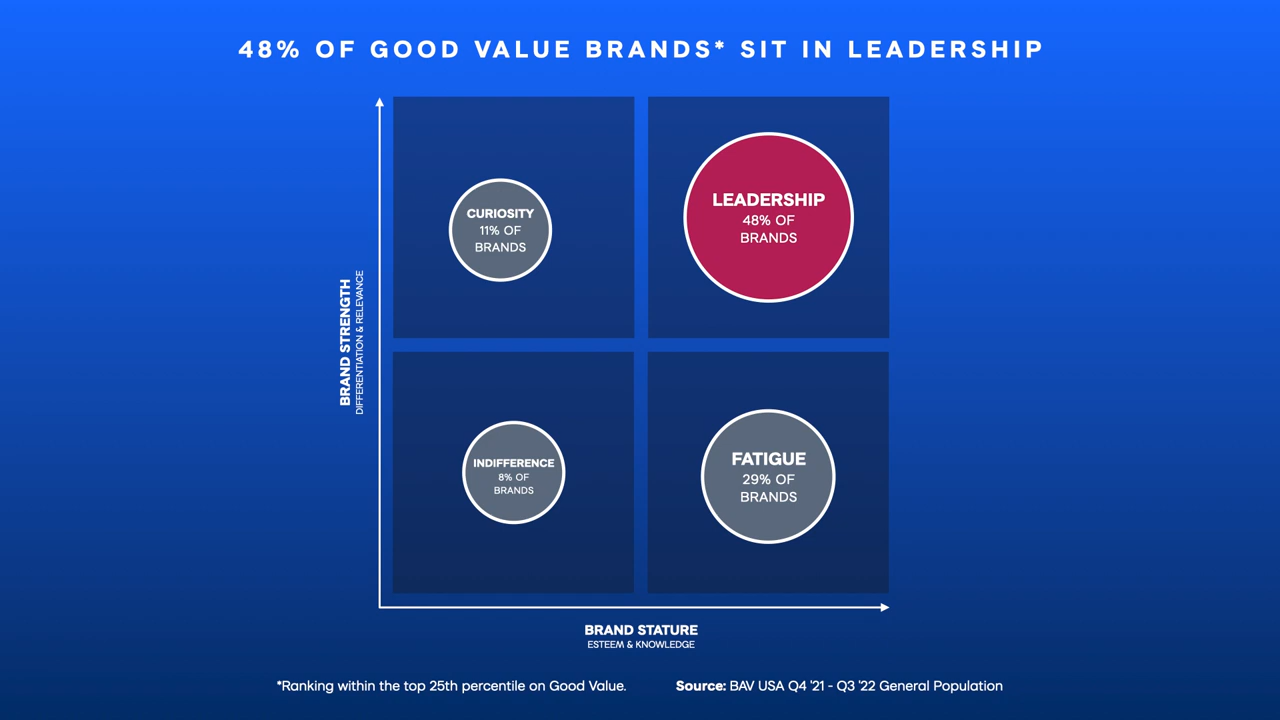 48% OF GOOD VALUE BRANDS* SIT IN LEADERSHIP
CURIOSITY
11% OF
BRANDS
LEADERSHIP
48% OF
BRANDS
BRAND STRENGTH
DIFFERENTIATION & RELEVANCE
INDIFFERENCE
8% OF
BRANDS
FATIGUE
29% OF
BRANDS
BRAND STATURE
ESTEEM & KNOWLEDGE
*Ranking within the top 25th percentile on Good Value.
Source: BAV USA Q4 '21 - Q3 '22 General Population